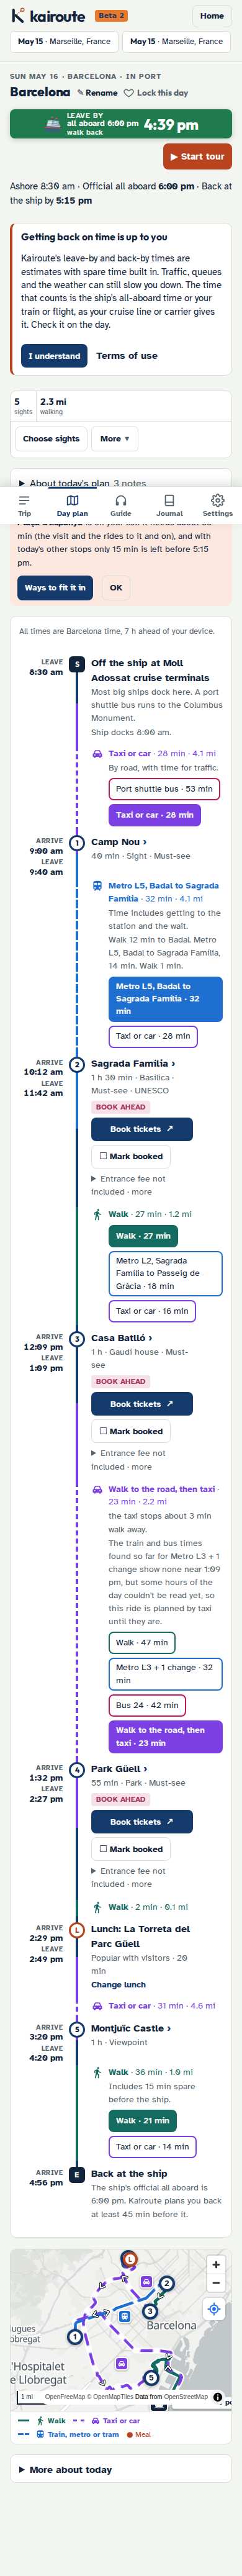 kairoute Beta 2 Home
May 15 · Marseille, France May 15 · Marseille, France
SUN MAY 16 · BARCELONA · IN PORT
Barcelona ✎ Rename ♡ Lock this day
LEAVE BY
all aboard 6:00 pm 4:39 pm
walk back
▶ Start tour
Ashore 8:30 am · Official all aboard 6:00 pm · Back at
the ship by 5:15 pm
Getting back on time is up to you
Kairoute's leave-by and back-by times are
estimates with spare time built in. Traffic, queues
and the weather can still slow you down. The time
that counts is the ship's all-aboard time or your
train or flight, as your cruise line or carrier gives
it. Check it on the day.
I understand Terms of use
5 2.3 mi
sights walking
Choose sights More ▾
▶ About today's plan 3 notes
Trip Day plan Guide Journal Settings
(the visit and the rides to it and on), and with
today's other stops only 15 min is left before 5:15
pm.
Ways to fit it in OK
All times are Barcelona time, 7 h ahead of your device.
LEAVE
8:30 am
S
Off the ship at Moll
Adossat cruise terminals
Most big ships dock here. A port
shuttle bus runs to the Columbus
Monument.
Ship docks 8:00 am.
Taxi or car · 28 min · 4.1 mi
By road, with time for traffic.
Port shuttle bus · 53 min
Taxi or car · 28 min
ARRIVE
9:00 am
LEAVE
9:40 am
1
Camp Nou ›
40 min · Sight · Must-see
Metro L5, Badal to Sagrada
Família · 32 min · 4.1 mi
Time includes getting to the
station and the wait.
Walk 12 min to Badal. Metro
L5, Badal to Sagrada Família,
14 min. Walk 1 min.
Metro L5, Badal to
Sagrada Família · 32
min
Taxi or car · 28 min
ARRIVE
10:12 am
LEAVE
11:42 am
2
Sagrada Família ›
1 h 30 min · Basilica ·
Must-see · UNESCO
BOOK AHEAD
Book tickets ↗
☐ Mark booked
▶ Entrance fee not
included · more
Walk · 27 min · 1.2 mi
Walk · 27 min
Metro L2, Sagrada
Família to Passeig de
Gràcia · 18 min
Taxi or car · 16 min
ARRIVE
12:09 pm
LEAVE
1:09 pm
3
Casa Batlló ›
1 h · Gaudí house · Must-
see
BOOK AHEAD
Book tickets ↗
☐ Mark booked
▶ Entrance fee not
included · more
Walk to the road, then taxi ·
23 min · 2.2 mi
the taxi stops about 3 min
walk away.
The train and bus times
found so far for Metro L3 + 1
change show none near 1:09
pm, but some hours of the
day couldn't be read yet, so
this ride is planned by taxi
until they are.
Walk · 47 min
Metro L3 + 1 change · 32
min
Bus 24 · 42 min
Walk to the road, then
taxi · 23 min
ARRIVE
1:32 pm
LEAVE
2:27 pm
4
Park Güell ›
55 min · Park · Must-see
BOOK AHEAD
Book tickets ↗
☐ Mark booked
▶ Entrance fee not
included · more
Walk · 2 min · 0.1 mi
ARRIVE
2:29 pm
LEAVE
2:49 pm
L
Lunch: La Torreta del
Parc Güell
Popular with visitors · 20
min
Change lunch
Taxi or car · 31 min · 4.6 mi
ARRIVE
3:20 pm
LEAVE
4:20 pm
5
Montjuïc Castle ›
1 h · Viewpoint
Walk · 36 min · 1.0 mi
Includes 15 min spare
before the ship.
Walk · 21 min
Taxi or car · 14 min
ARRIVE
4:56 pm
E
Back at the ship
The ship's official all aboard is
6:00 pm. Kairoute plans you back
at least 45 min before it.
L
2
3
1
Barcelona
l'Hospitalet
de Llobregat
5
1 mi
OpenFreeMap © OpenMapTiles Data from OpenStreetMap
Walk Taxi or car
Train, metro or tram Meal
▶ More about today